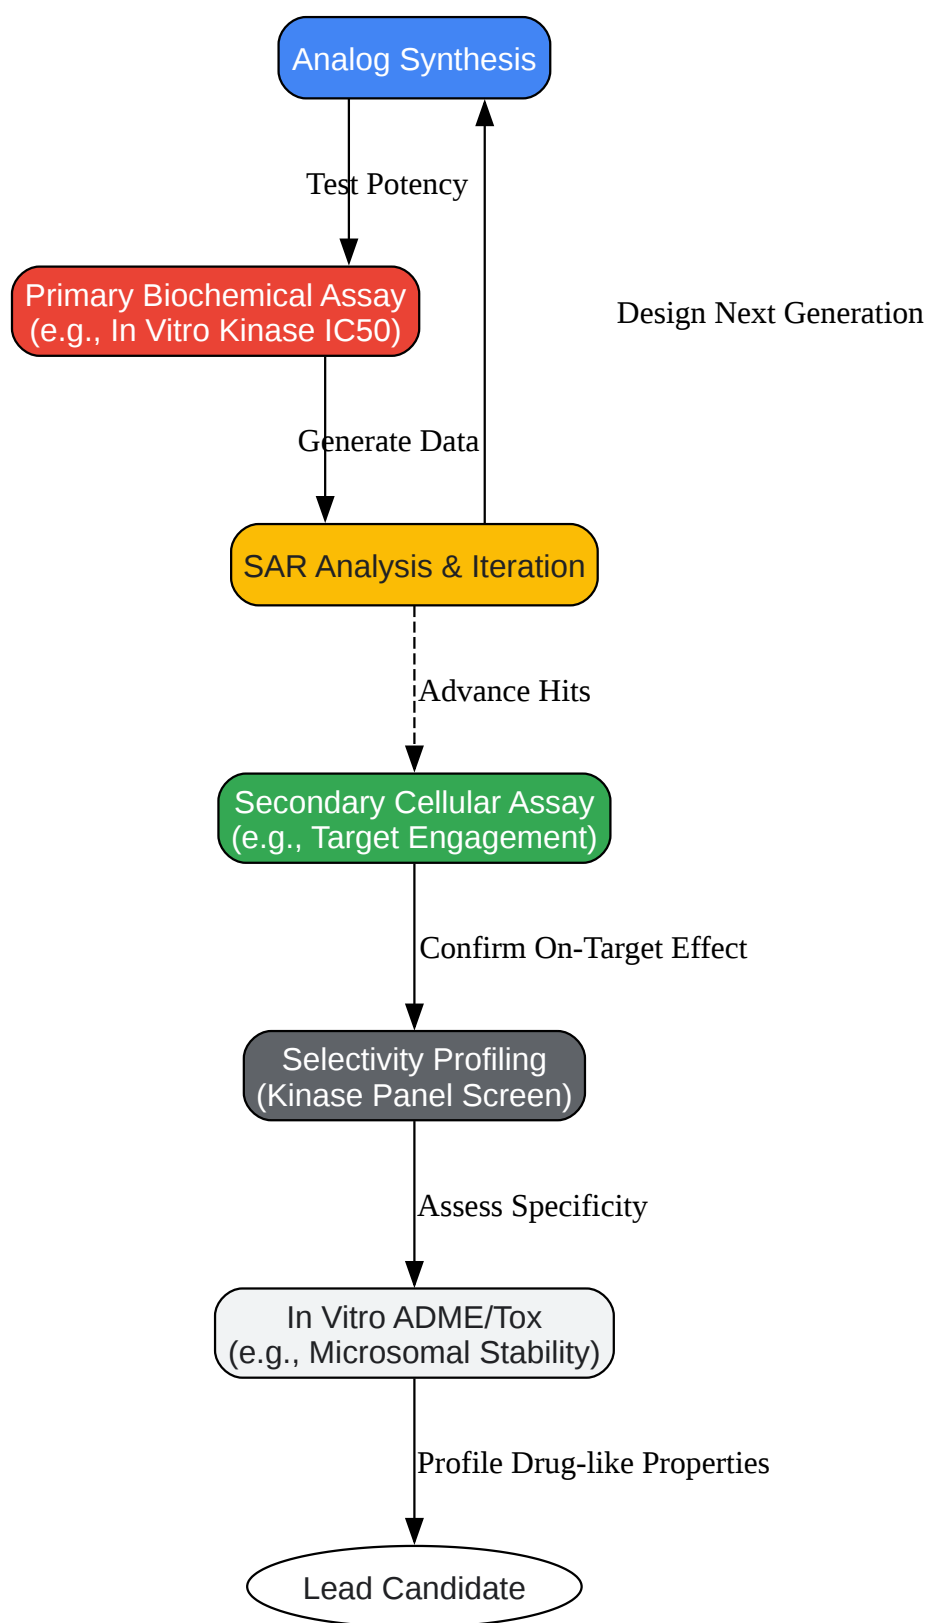 Analog Synthesis
Test Potency
Primary Biochemical Assay
(e.g., In Vitro Kinase IC50)
Design Next Generation
Generate Data
SAR Analysis & Iteration
Advance Hits
Secondary Cellular Assay
(e.g., Target Engagement)
Confirm On-Target Effect
Selectivity Profiling
(Kinase Panel Screen)
Assess Specificity
In Vitro ADME/Tox
(e.g., Microsomal Stability)
Profile Drug-like Properties
Lead Candidate